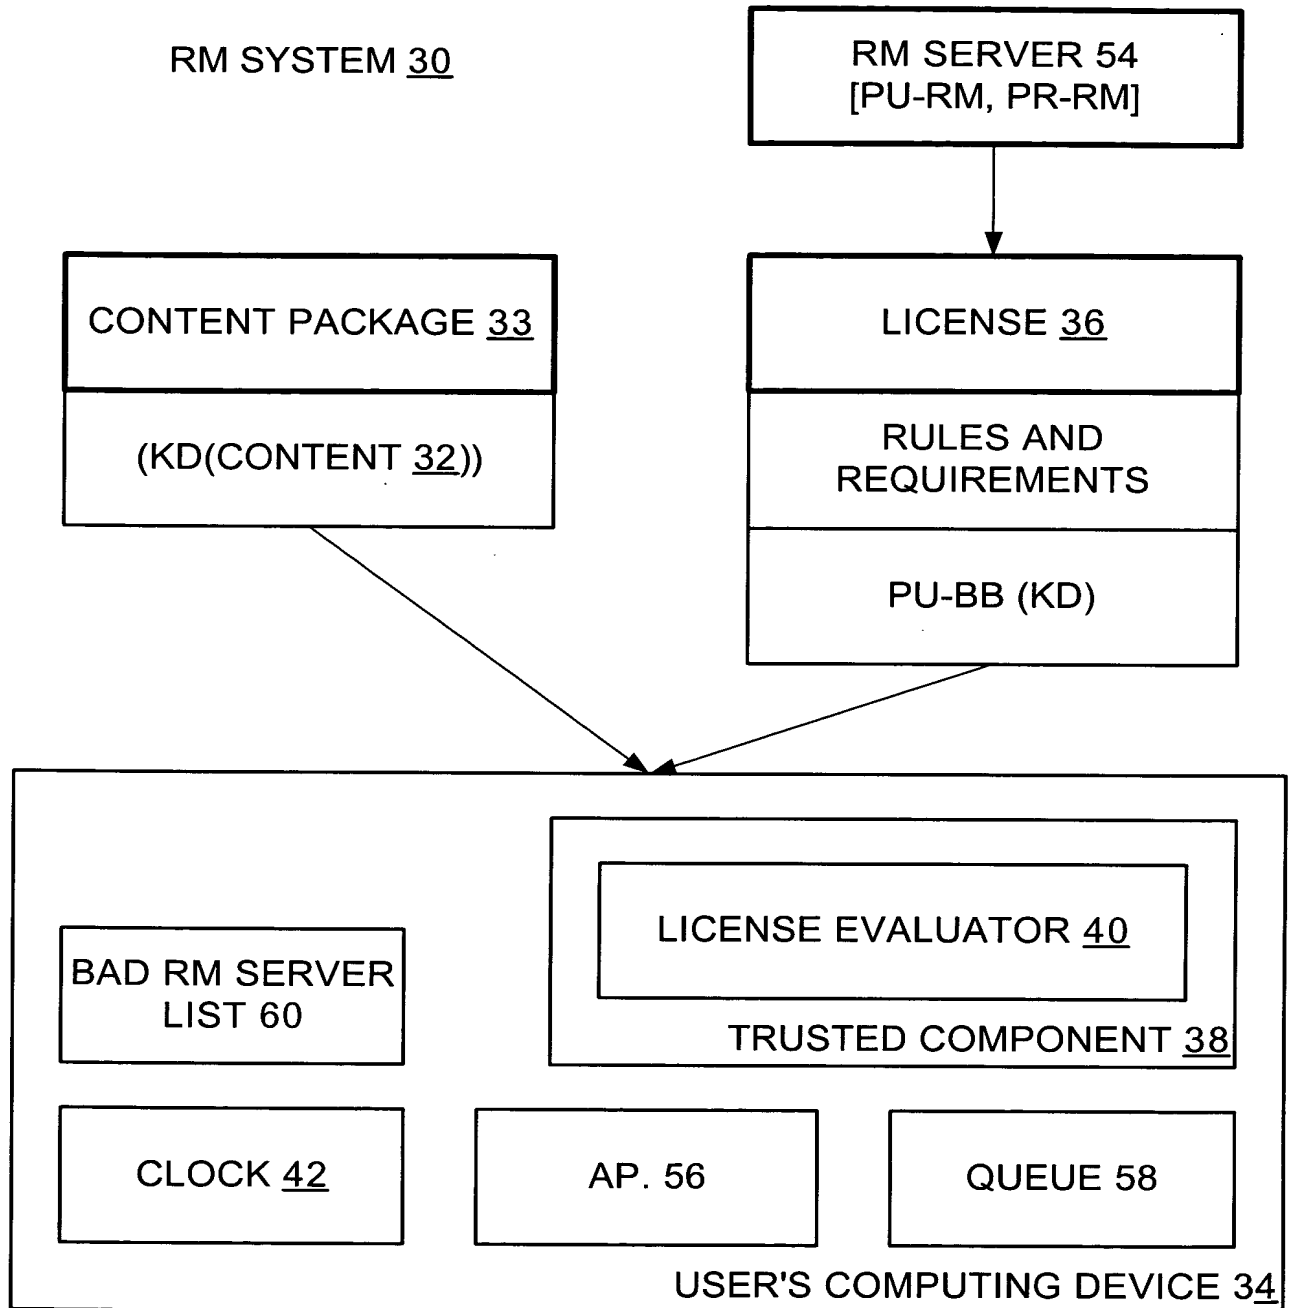 RM SYSTEM 30
RM SERVER 54
[PU-RM, PR-RM]
CONTENT PACKAGE 33
(KD(CONTENT 32))
LICENSE 36
RULES AND
REQUIREMENTS
PU-BB (KD)
LICENSE EVALUATOR 40
TRUSTED COMPONENT 38
BAD RM SERVER
LIST 60
CLOCK 42
AP. 56
QUEUE 58
USER'S COMPUTING DEVICE 34